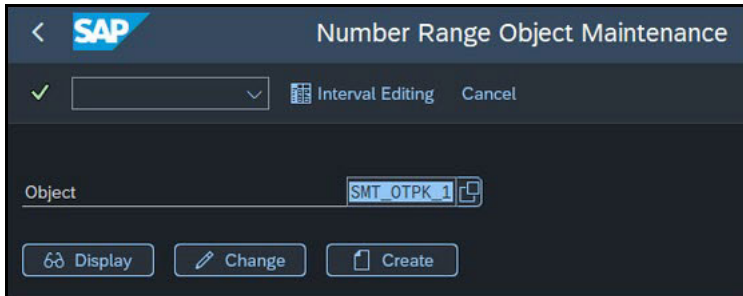 SAP Number Range Object Maintenance
Interval Editing Cancel
Object SMT_OTPK_1
Display Change Create